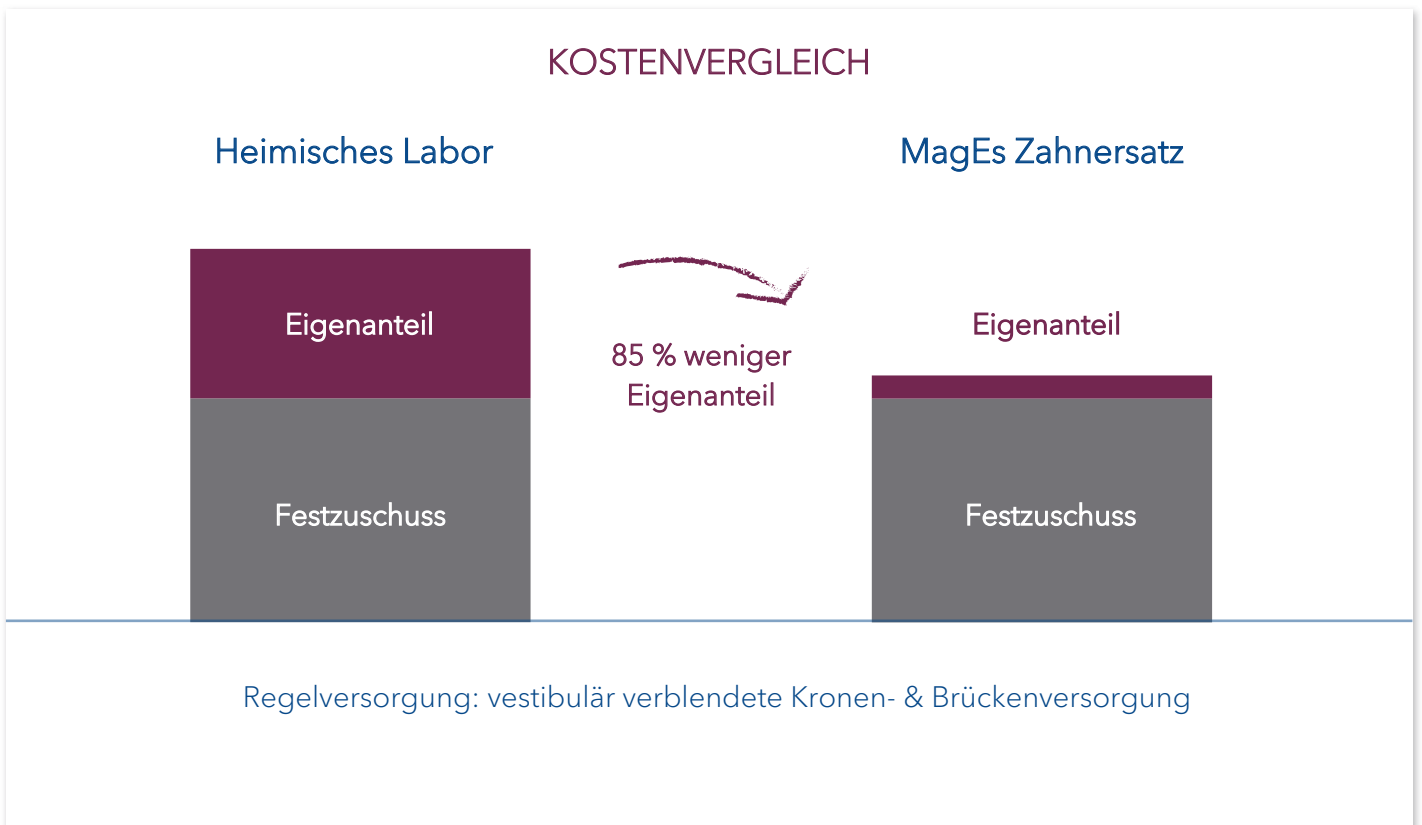 KOSTENVERGLEICH
Heimisches Labor
MagEs Zahnersatz
Eigenanteil
85 % weniger
Eigenanteil
Eigenanteil
Festzuschuss
Festzuschuss
Regelversorgung: vestibulär verblendete Kronen- & Brückenversorgung